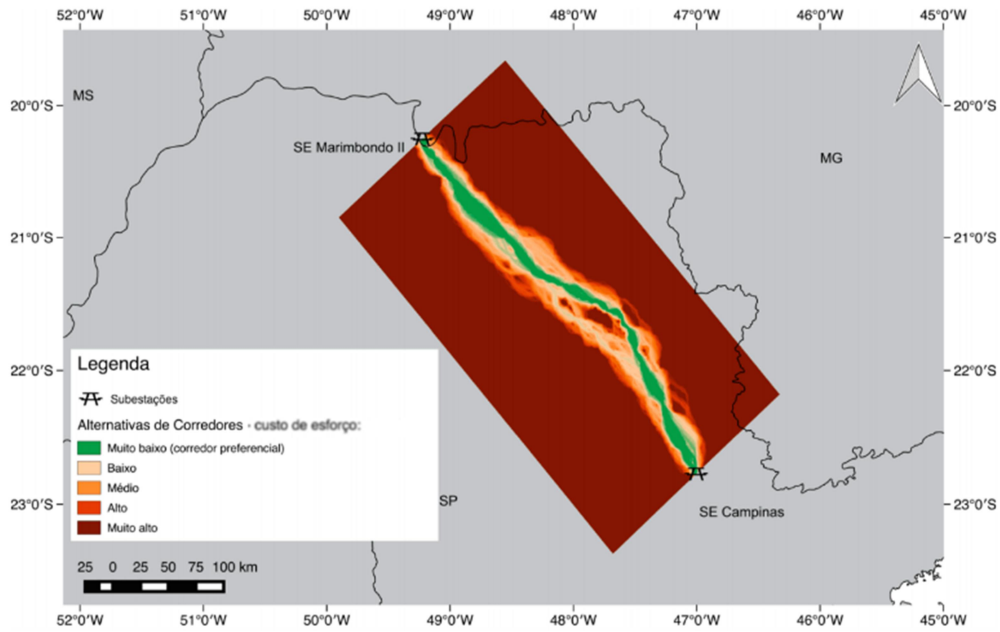 52°0'W 51°0'W 50°0'W 49°0'W 48°0'W 47°0'W 46°0'W 45°0'W
MS
20°0'S 20°0'S
SE Marimbondo II
MG
21°0'S 21°0'S
22°0'S 22°0'S
Legenda
Subestações
Alternativas de Corredores - custo de esforço:
Muito baixo (corredor preferencial)
Baixo
Médio
Alto
Muito alto
SP
23°0'S 23°0'S
SE Campinas
25 0 25 50 75 100 km
52°0'W 51°0'W 50°0'W 49°0'W 48°0'W 47°0'W 46°0'W 45°0'W